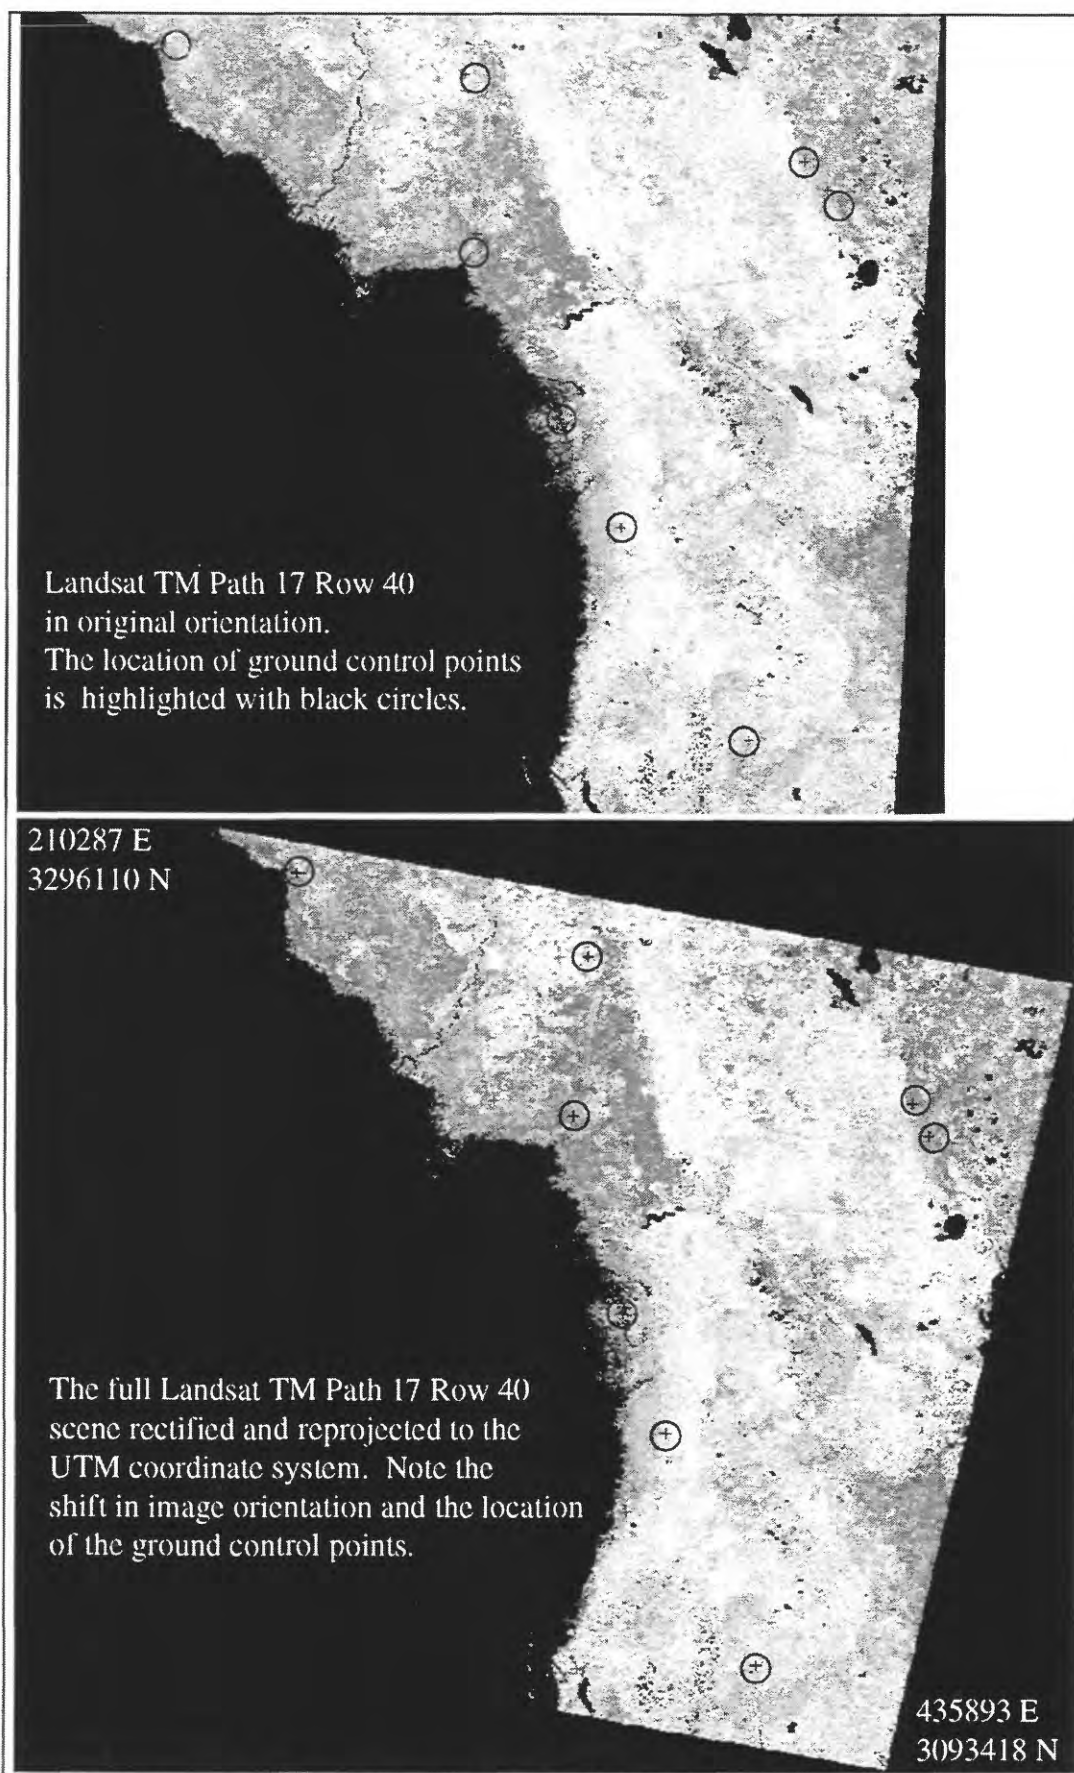 Landsat TM Path 17 Row 40
in original orientation.
The location of ground control points
is highlighted with black circles.
210287 E
3296110 N
The full Landsat TM Path 17 Row 40
scene rectified and reprojected to the
UTM coordinate system. Note the
shift in image orientation and the location
of the ground control points.
435893 E
3093418 N